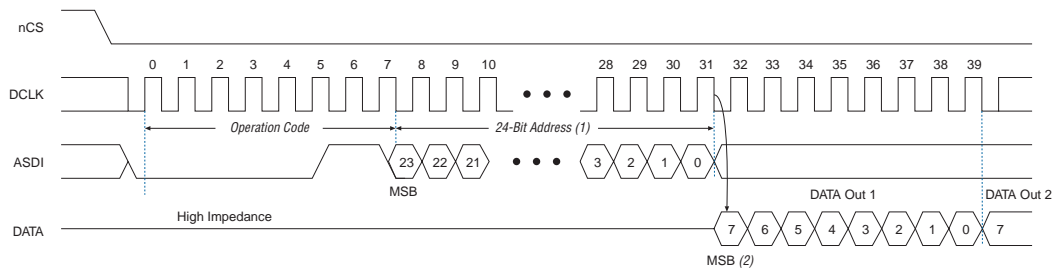 nCS
0 1 2 3 4 5 6 7 8 9 10 28 29 30 31 32 33 34 35 36 37 38 39
DCLK
Operation Code 24-Bit Address (1)
ASDI 23 22 21 3 2 1 0
MSB
DATA Out 1 DATA Out 2
High Impedance
DATA 7 6 5 4 3 2 1 0 7
MSB (2)